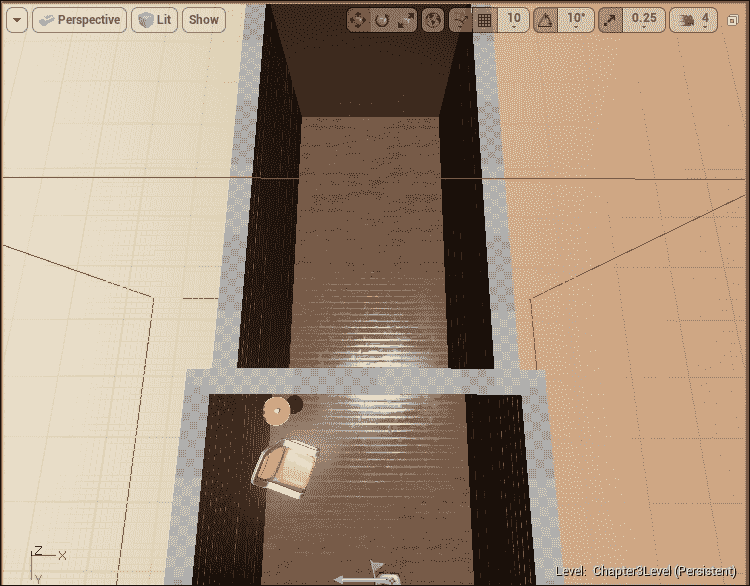 Perspective Lit Show 10 10° 0.25 4
Z X
Y
Level: Chapter3Level (Persistent)